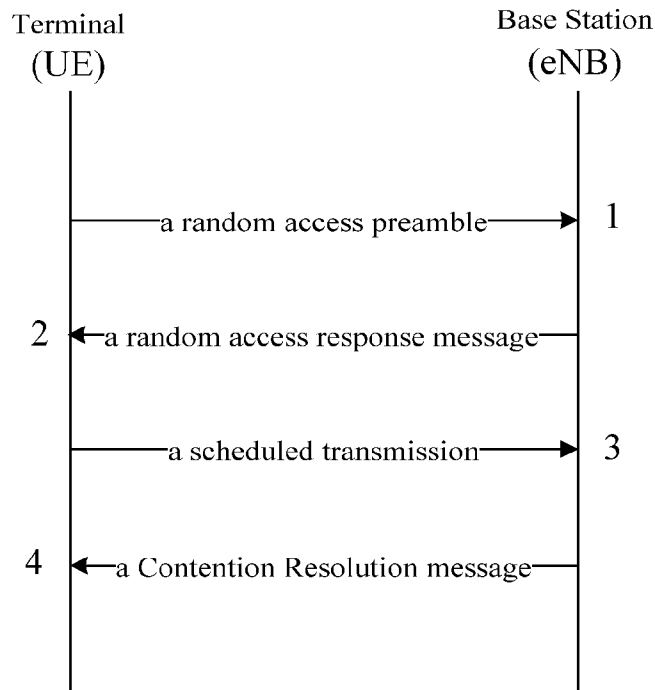 Terminal
(UE)
Base Station
(eNB)
a random access preamble
1
2
a random access response message
a scheduled transmission
3
4
a Contention Resolution message